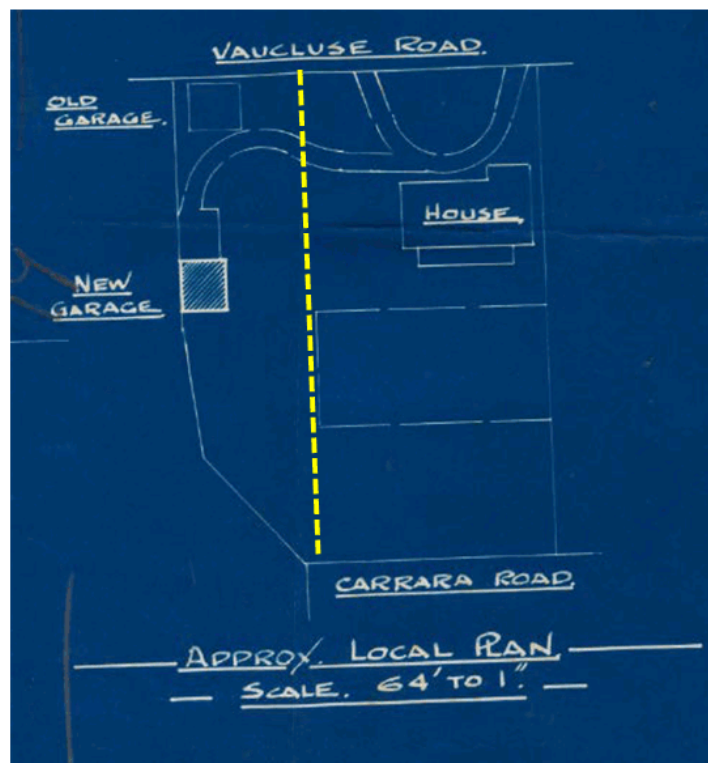 VAUCLUSE ROAD.
OLD
GARAGE.
HOUSE.
NEW
GARAGE
CARRARA ROAD.
APPROX. LOCAL PLAN.
SCALE. 64' TO 1".